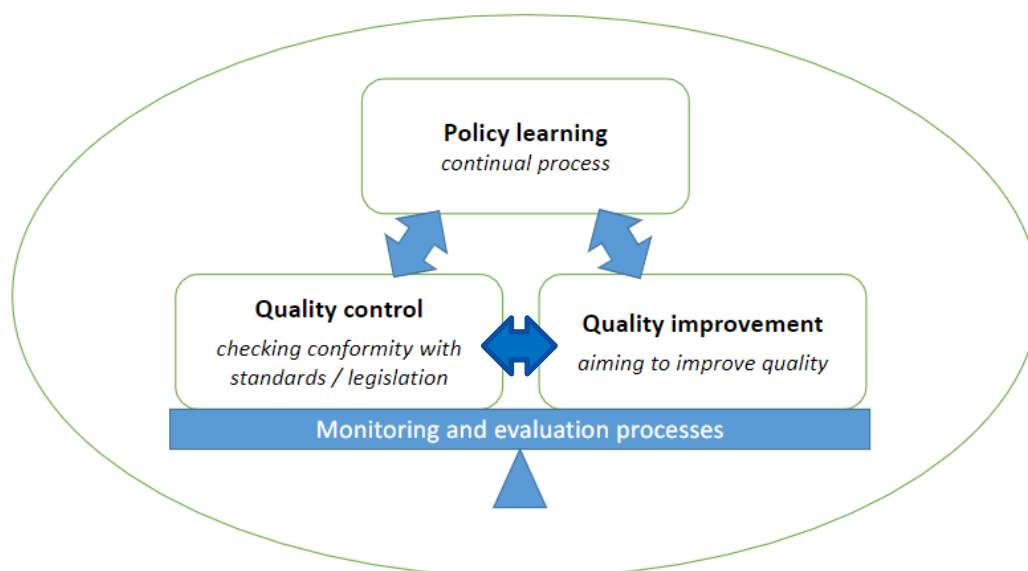 Policy learning
continual process
Quality control
checking conformity with
standards / legislation
Quality improvement
aiming to improve quality
Monitoring and evaluation processes